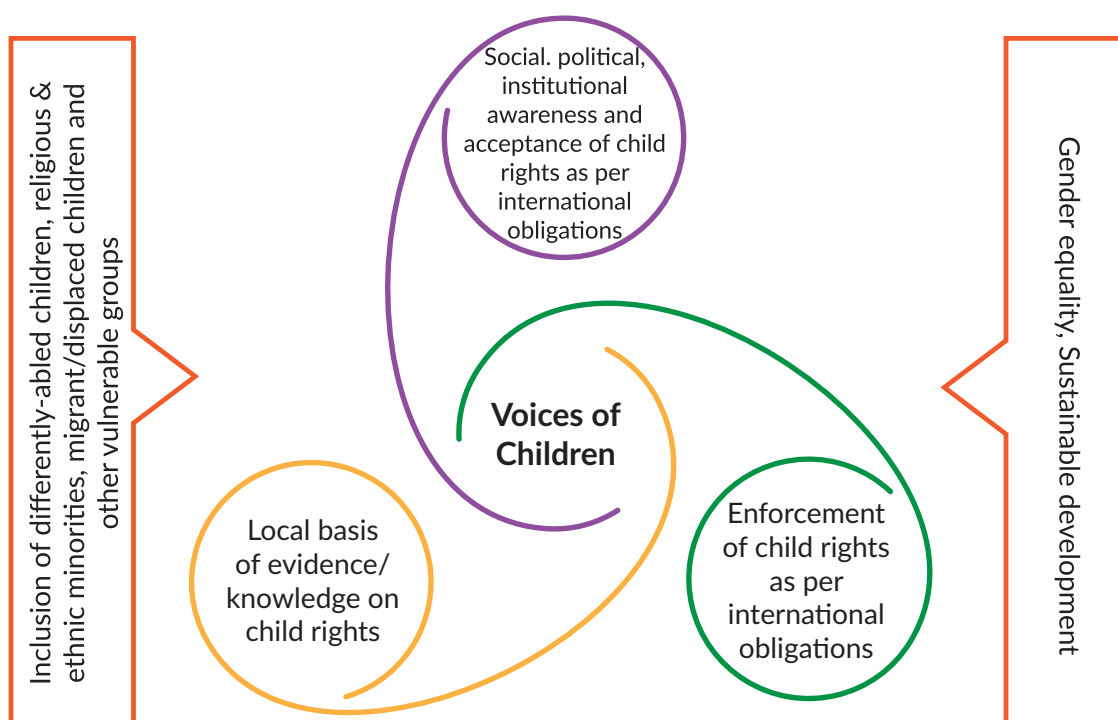 Inclusion of differently-abled children, religious &
ethnic minorities, migrant/displaced children and
other vulnerable groups
Social. political,
institutional
awareness and
acceptance of child
rights as per
international
obligations
Voices of
Children
Local basis
of evidence/
knowledge on
child rights
Enforcement
of child rights
as per
international
obligations
Gender equality, Sustainable development